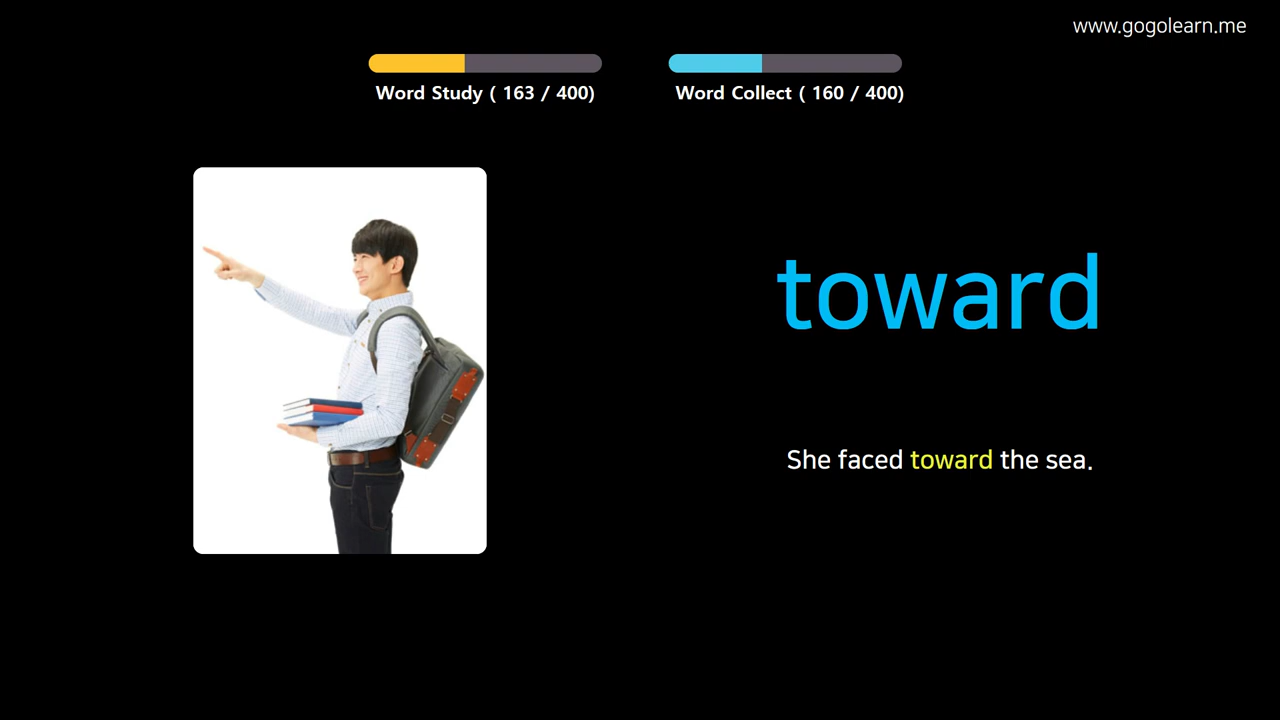 www.gogolearn.me
Word Study ( 163 / 400)
Word Collect ( 160 / 400)
toward
She faced toward the sea.